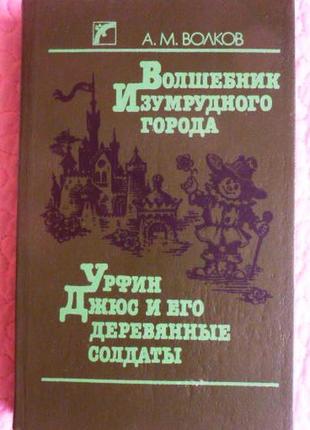 А. М. ВОЛКОВ
ВОЛШЕБНИК
ИЗУМРУДНОГО
ГОРОДА
УРФИН
ДЖЮС И ЕГО
ДЕРЕВЯННЫЕ
СОЛДАТЫ